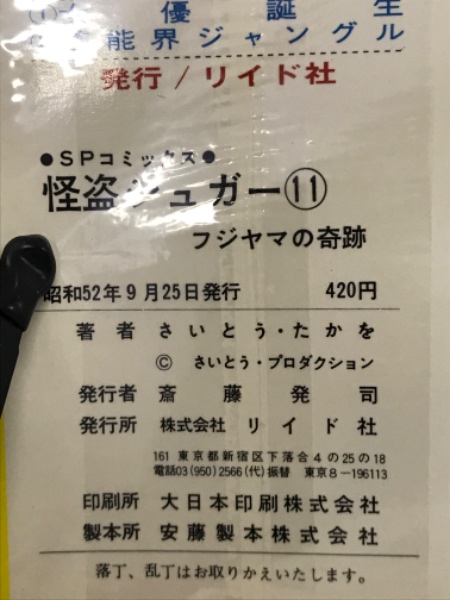 優誕生
能界ジャングル
発行/リイド社
●SPコミックス●
怪盗シュガー⑪
フジヤマの奇跡
昭和52年9月25日発行 420円
著者 さいとう・たかを
© さいとう・プロダクション
発行者 斎藤発司
発行所 株式会社 リイド社
161 東京都新宿区下落合4の25の18
電話03(950)2566(代)振替 東京8-196113
印刷所 大日本印刷株式会社
製本所 安藤製本株式会社
落丁、乱丁はお取りかえいたします。